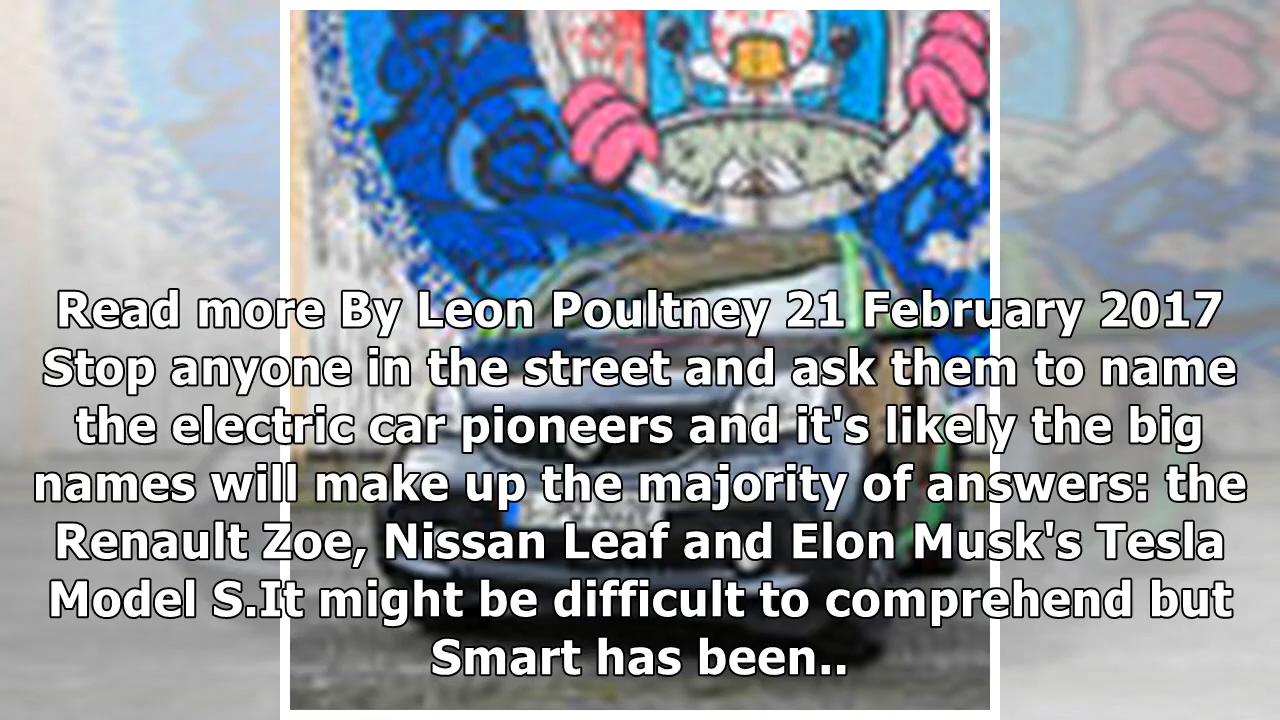 Read more By Leon Poultney 21 February 2017
Stop anyone in the street and ask them to name
the electric car pioneers and it's likely the big
names will make up the majority of answers: the
Renault Zoe, Nissan Leaf and Elon Musk's Tesla
Model S.It might be difficult to comprehend but
Smart has been..